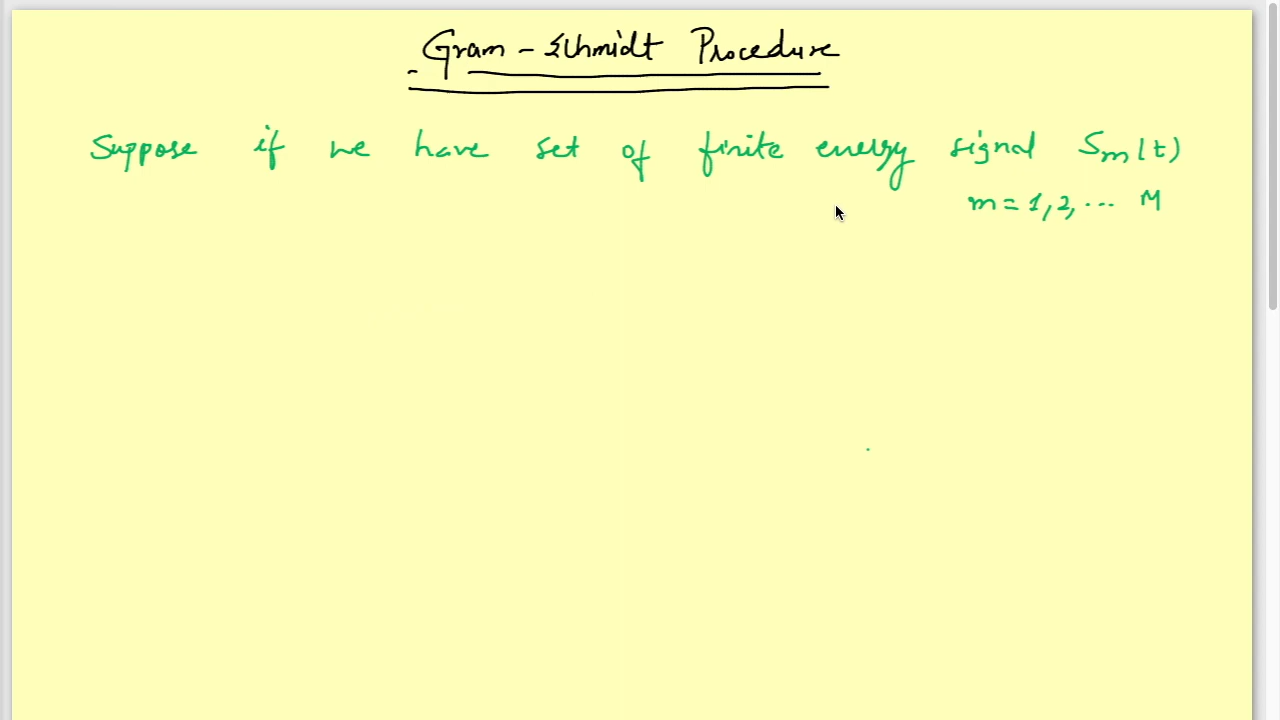 Gram - Schmidt Procedure
Suppose if we have set of finite energy signal Sm(t)
m = 1, 2, ... M